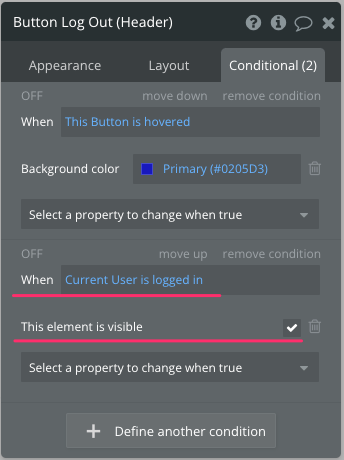 Button Log Out (Header)
Appearance Layout Conditional (2)
OFF move down remove condition
When This Button is hovered
Background color Primary (#0205D3)
Select a property to change when true
OFF move up remove condition
When Current User is logged in
This element is visible
Select a property to change when true
+ Define another condition